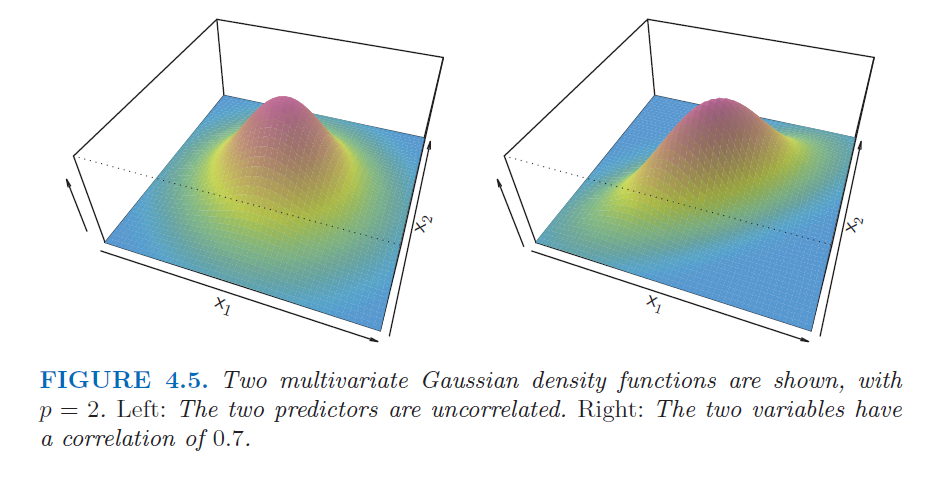 x1
x2
x1
x2
FIGURE 4.5. Two multivariate Gaussian density functions are shown, with
p = 2. Left: The two predictors are uncorrelated. Right: The two variables have
a correlation of 0.7.